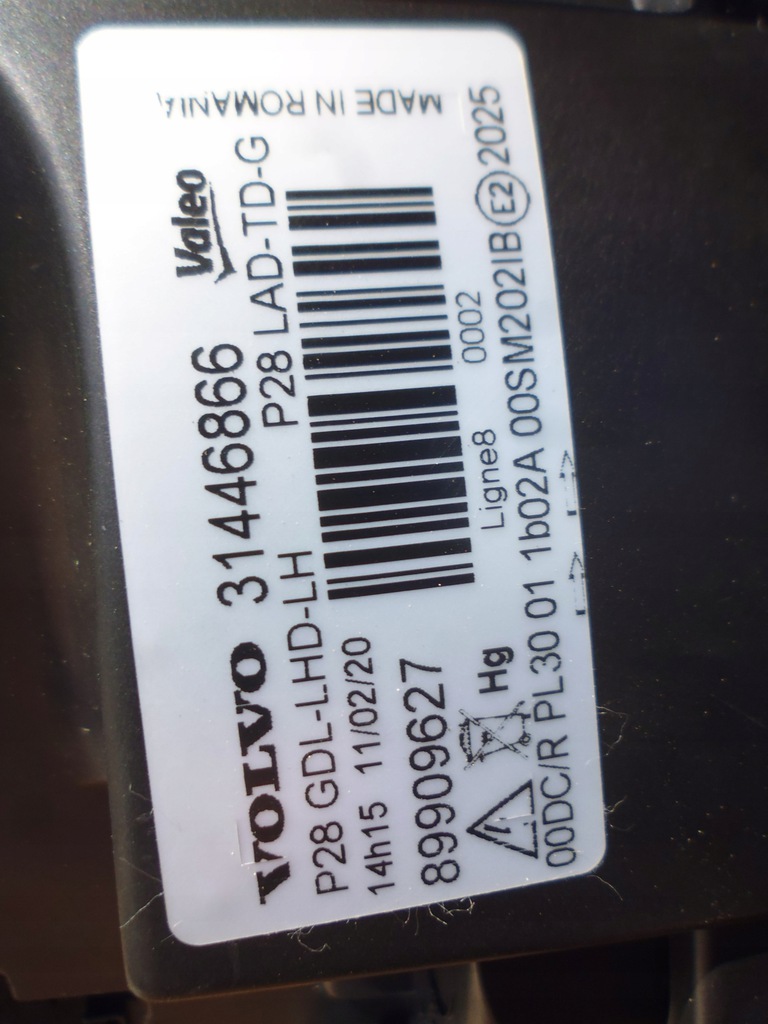 MADE IN ROMANIA
VOLVO 31446866 Valeo
P28 GDL-LHD-LH P28 LAD-TD-G
14h15 11/02/20
89909627
Hg Ligne8 0002
00DC/R PL30 01 1b02A 00SM202IB E2 2025